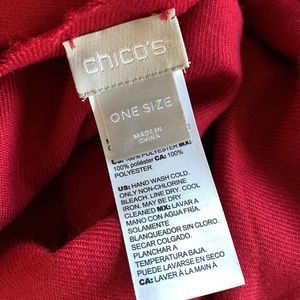 chico's
ONE SIZE
MADE IN
CHINA
100% POLYESTER MX:
100% poliéster CA: 100%
POLYESTER
US: HAND WASH COLD.
ONLY NON-CHLORINE
BLEACH. LINE DRY. COOL
IRON. MAY BE DRY
CLEANED MX: LAVAR A
MANO CON AGUA FRÍA.
SOLAMENTE
BLANQUEADOR SIN CLORO.
SECAR COLGADO.
PLANCHAR A
TEMPERATURA BAJA.
PUEDE LAVARSE EN SECO
CA: LAVER À LA MAIN À